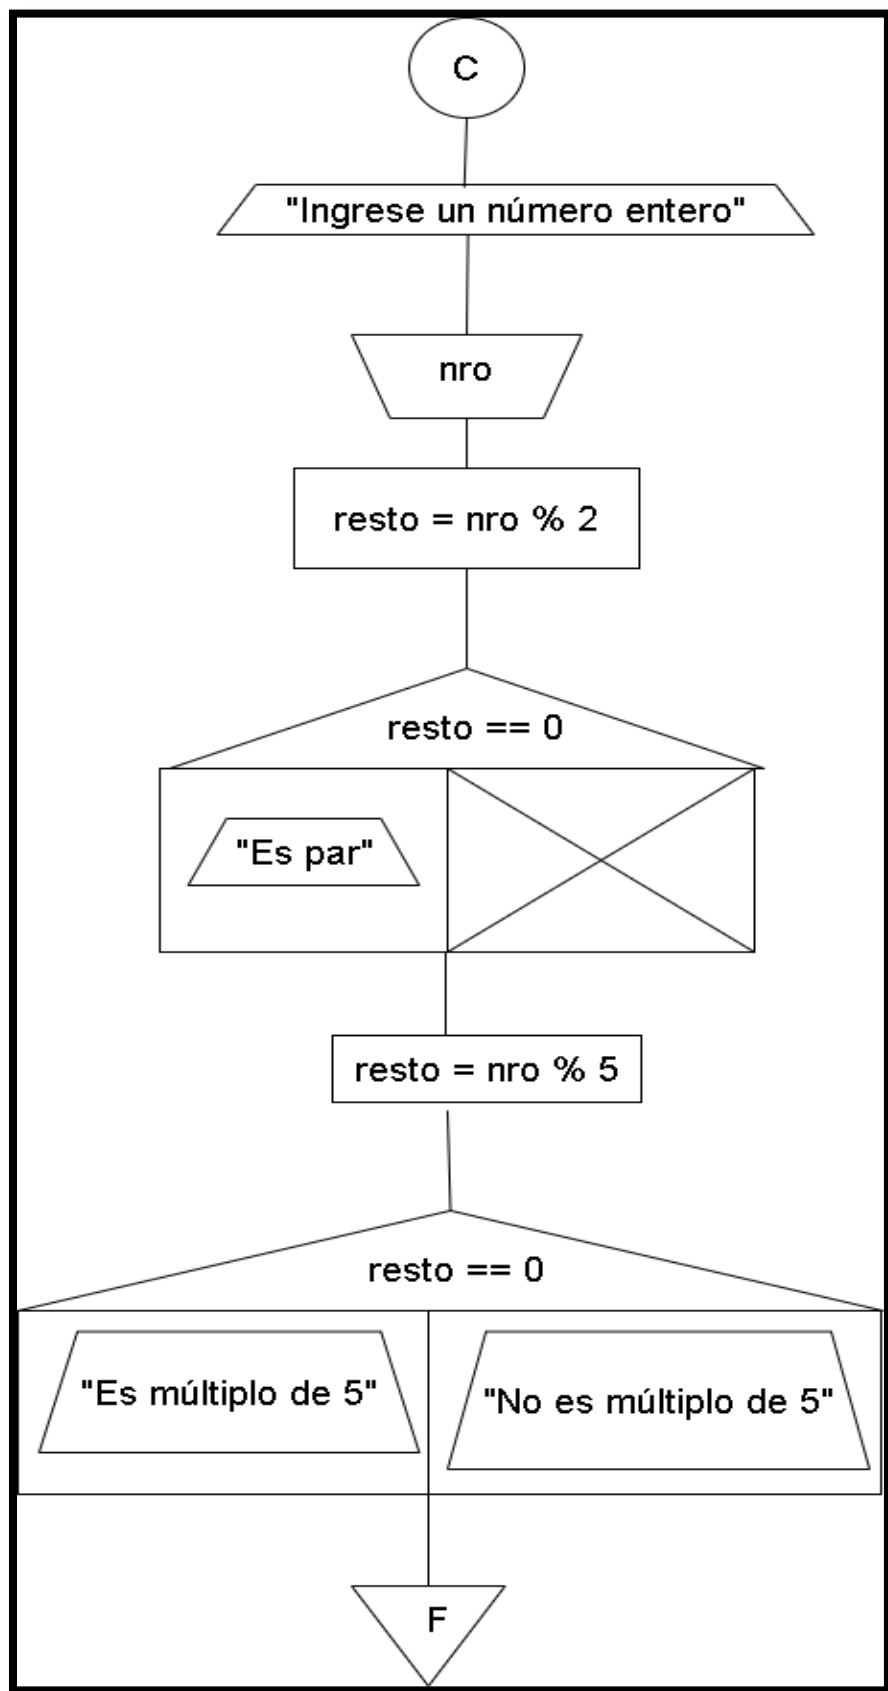 C
"Ingrese un número entero"
nro
resto = nro % 2
resto == 0
"Es par"
resto = nro % 5
resto == 0
"Es múltiplo de 5"
"No es múltiplo de 5"
F